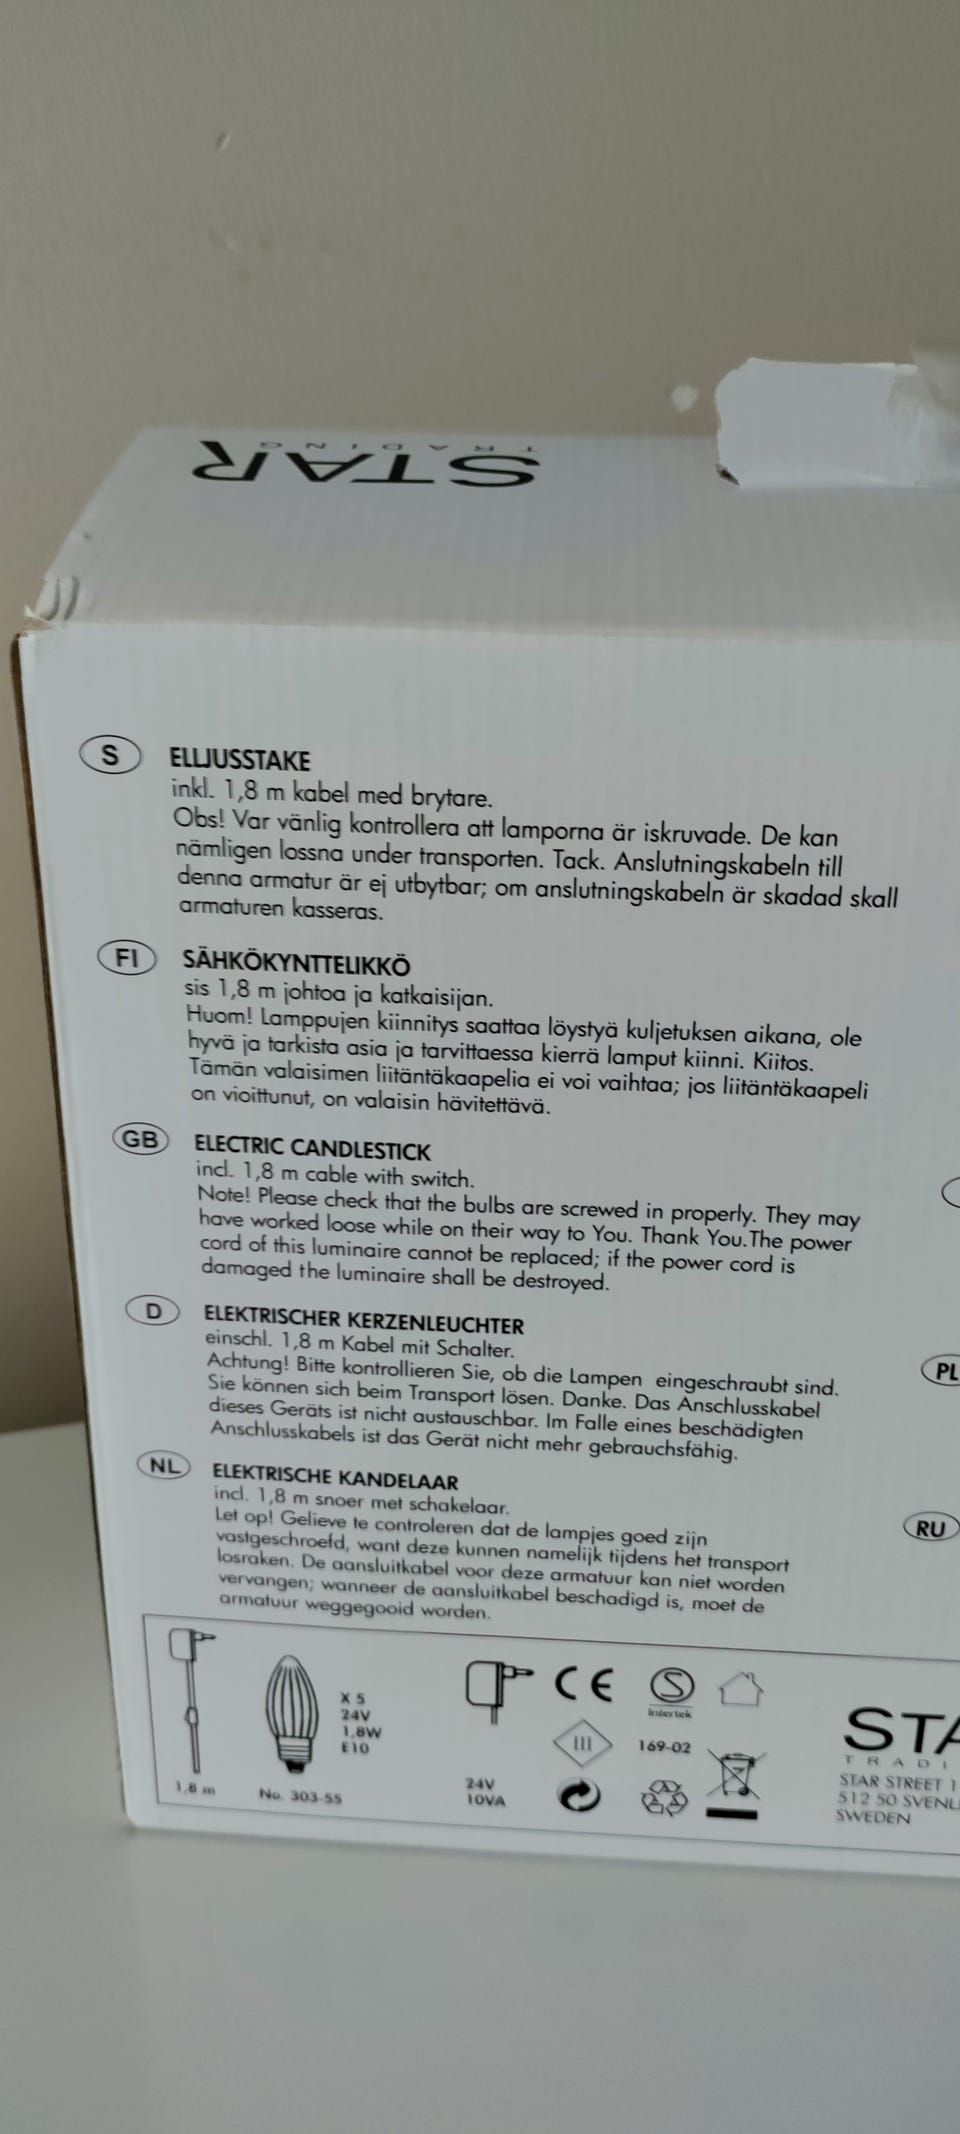 STAR
TRADING
S
ELLJUSSTAKE
inkl. 1,8 m kabel med brytare.
Obs! Var vänlig kontrollera att lamporna är iskruvade. De kan
nämligen lossna under transporten. Tack. Anslutningskabeln till
denna armatur är ej utbytbar; om anslutningskabeln är skadad skall
armaturen kasseras.
FI
SÄHKÖKYNTTELIKKÖ
sis 1,8 m johtoa ja katkaisijan.
Huom! Lamppujen kiinnitys saattaa löystyä kuljetuksen aikana, ole
hyvä ja tarkista asia ja tarvittaessa kierrä lamput kiinni. Kiitos.
Tämän valaisimen liitäntäkaapelia ei voi vaihtaa; jos liitäntäkaapeli
on vioittunut, on valaisin hävitettävä.
GB
ELECTRIC CANDLESTICK
incl. 1,8 m cable with switch.
Note! Please check that the bulbs are screwed in properly. They may
have worked loose while on their way to You. Thank You.The power
cord of this luminaire cannot be replaced; if the power cord is
damaged the luminaire shall be destroyed.
D
ELEKTRISCHER KERZENLEUCHTER
einschl. 1,8 m Kabel mit Schalter.
Achtung! Bitte kontrollieren Sie, ob die Lampen eingeschraubt sind.
Sie können sich beim Transport lösen. Danke. Das Anschlusskabel
dieses Geräts ist nicht austauschbar. Im Falle eines beschädigten
Anschlusskabels ist das Gerät nicht mehr gebrauchsfähig.
NL
ELEKTRISCHE KANDELAAR
incl. 1,8 m snoer met schakelaar.
Let op! Gelieve te controleren dat de lampjes goed zijn
vastgeschroefd, want deze kunnen namelijk tijdens het transport
losraken. De aansluitkabel voor deze armatuur kan niet worden
vervangen; wanneer de aansluitkabel beschadigd is, moet de
armatuur weggegooid worden.
PL
RU
1,8 m
X 5
24V
1,8W
E10
No. 303-55
24V
10VA
CE
S
Intertek
III
169-02
STA
TRADI
STAR STREET 1
512 50 SVENL
SWEDEN